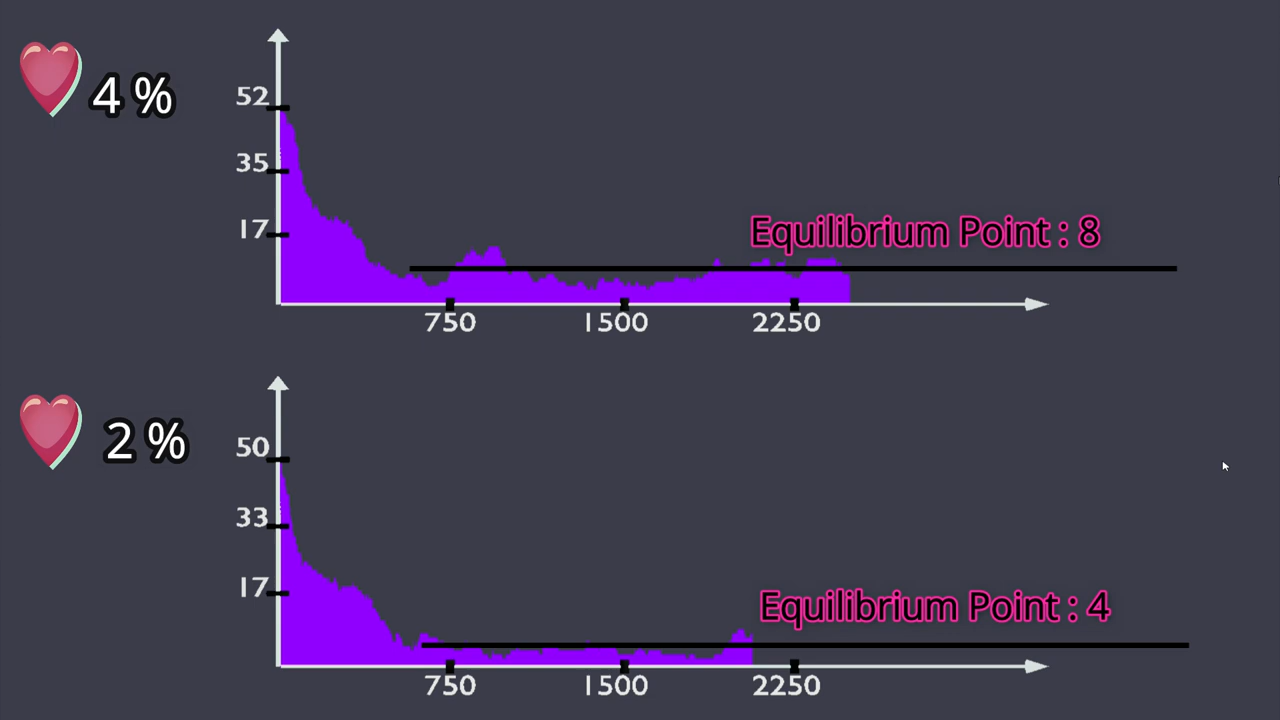 4 %
52
35
17
Equilibrium Point : 8
750 1500 2250
2 %
50
33
17
Equilibrium Point : 4
750 1500 2250